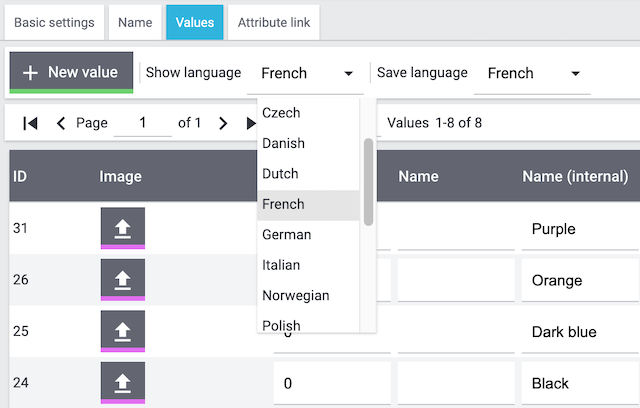 Basic settings Name Values Attribute link
+ New value Show language French Save language French
Page 1 of 1 Values 1-8 of 8
Czech
Danish
Dutch
French
German
Italian
Norwegian
Polish
ID Image Name Name (internal)
31 Purple
26 Orange
25 Dark blue
24 0 Black